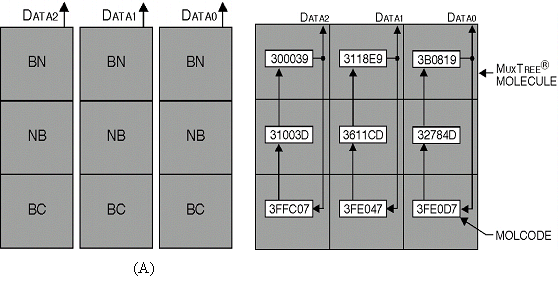 DATA2 DATA1 DATA0 DATA2 DATA1 DATA0
BN BN BN 300039 3118E9 3B0819 MUXTREE® MOLECULE
NB NB NB 31003D 3611CD 32784D
BC BC BC 3FFC07 3FE047 3FE0D7
MOLCODE
(A)